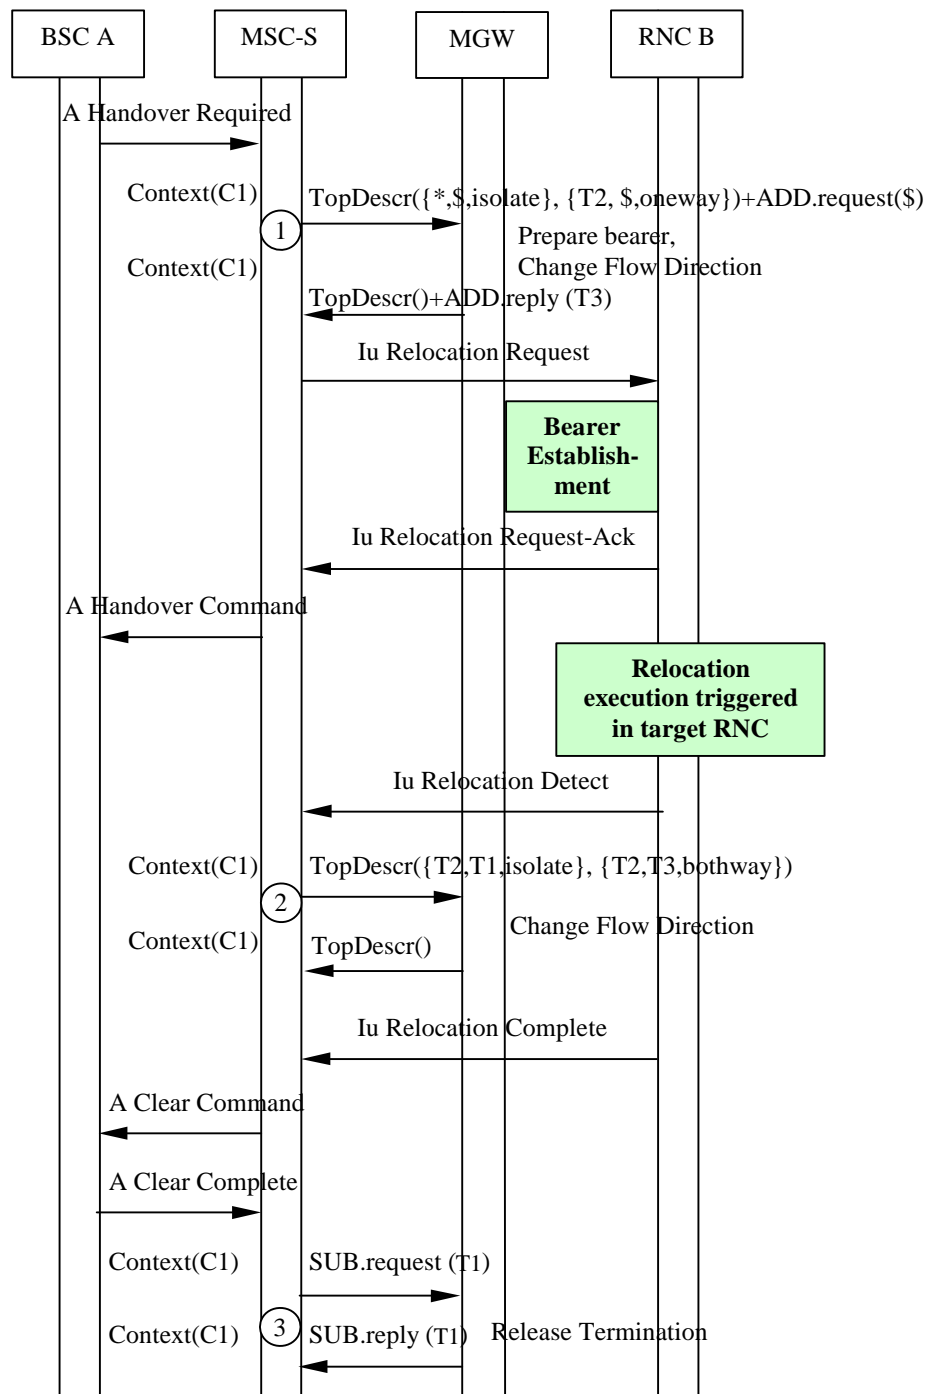 BSC A
MSC-S
MGW
RNC B
A Handover Required
Context(C1)
TopDescr({*,$,isolate}, {T2, $,oneway})+ADD.request($)
1
Prepare bearer,
Change Flow Direction
Context(C1)
TopDescr()+ADD.reply (T3)
Iu Relocation Request
Bearer
Establish-
ment
Iu Relocation Request-Ack
A Handover Command
Relocation
execution triggered
in target RNC
Iu Relocation Detect
Context(C1)
TopDescr({T2,T1,isolate}, {T2,T3,bothway})
2
Change Flow Direction
Context(C1)
TopDescr()
Iu Relocation Complete
A Clear Command
A Clear Complete
Context(C1)
SUB.request (T1)
3
Context(C1)
SUB.reply (T1)
Release Termination